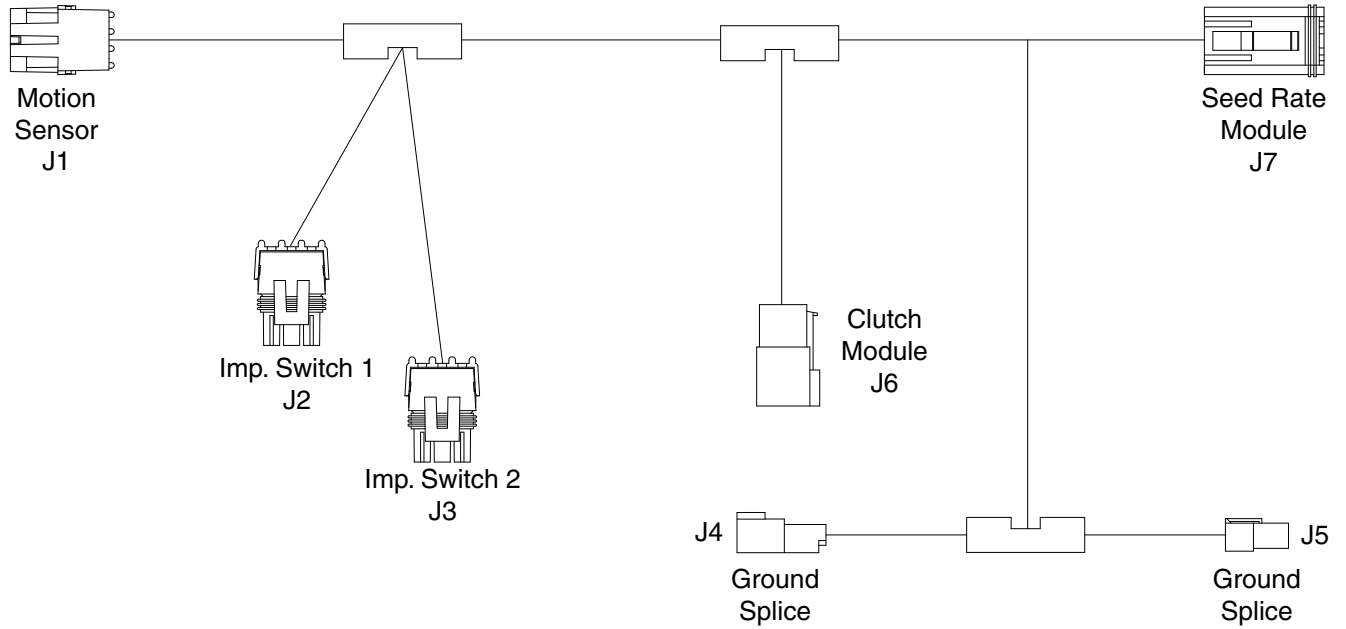 Motion
Sensor
J1
Seed Rate
Module
J7
Imp. Switch 1
J2
Clutch
Module
J6
Imp. Switch 2
J3
J4
Ground
Splice
J5
Ground
Splice